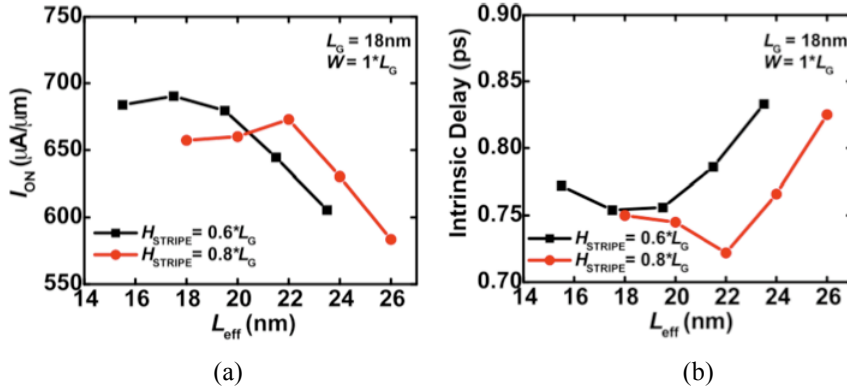 750
700
650
600
550
I_ON (μA/μm)
L_G = 18nm
W = 1*L_G
H_STRIPE = 0.6*L_G
H_STRIPE = 0.8*L_G
14 16 18 20 22 24 26
L_eff (nm)
(a)
0.90
0.85
0.80
0.75
0.70
Intrinsic Delay (ps)
L_G = 18nm
W = 1*L_G
H_STRIPE = 0.6*L_G
H_STRIPE = 0.8*L_G
14 16 18 20 22 24 26
L_eff (nm)
(b)